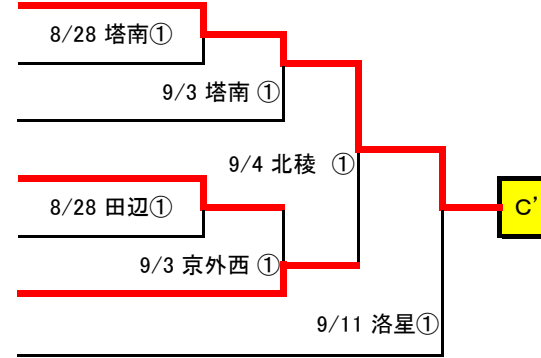 8/28 塔南①
9/3 塔南 ①
9/4 北稜 ①
8/28 田辺①
C’
9/3 京外西 ①
9/11 洛星①